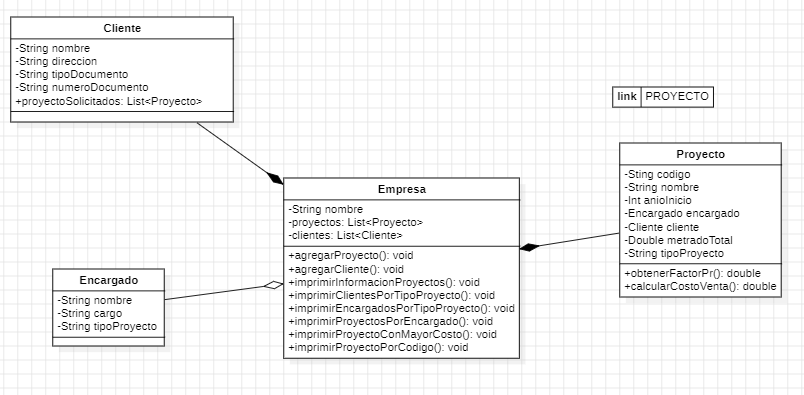 Cliente
-String nombre
-String direccion
-String tipoDocumento
-String numeroDocumento
+proyectoSolicitados: List<Proyecto>
link PROYECTO
Proyecto
-Sting codigo
-String nombre
-Int anioInicio
-Encargado encargado
-Cliente cliente
-Double metradoTotal
-String tipoProyecto
+obtenerFactorPr(): double
+calcularCostoVenta(): double
Empresa
-String nombre
-proyectos: List<Proyecto>
-clientes: List<Cliente>
+agregarProyecto(): void
+agregarCliente(): void
+imprimirInformacionProyectos(): void
+imprimirClientesPorTipoProyecto(): void
+imprimirEncargadosPorTipoProyecto(): void
+imprimirProyectosPorEncargado(): void
+imprimirProyectoConMayorCosto(): void
+imprimirProyectoPorCodigo(): void
Encargado
-String nombre
-String cargo
-String tipoProyecto